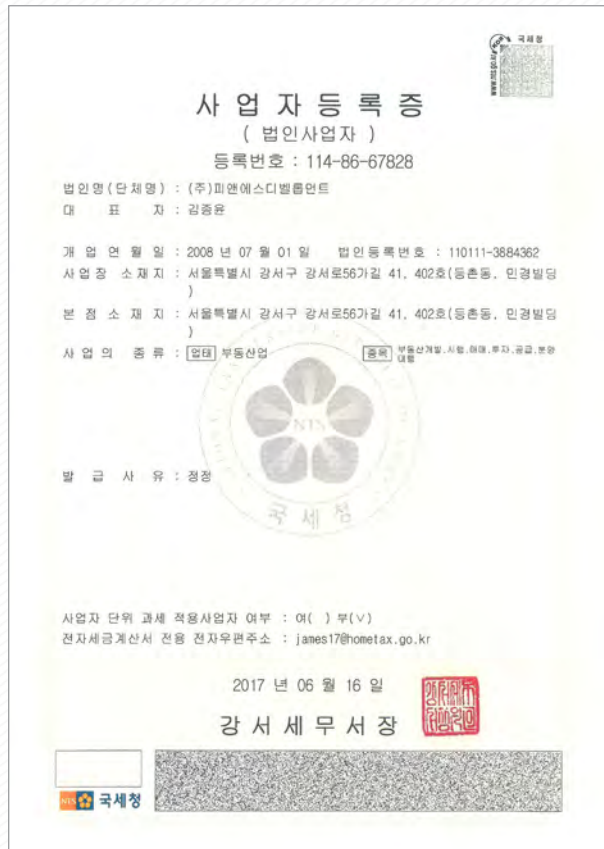 국세청
사 업 자 등 록 증
( 법인사업자 )
등록번호 : 114-86-67828
법인명(단체명) : (주)피앤에스디벨롭먼트
대 표 자 : 김종윤
개 업 연 월 일 : 2008 년 07 월 01 일 법인등록번호 : 110111-3884362
사업장 소재지 : 서울특별시 강서구 강서로56가길 41, 402호(등촌동, 민경빌딩
)
본 점 소 재 지 : 서울특별시 강서구 강서로56가길 41, 402호(등촌동, 민경빌딩
)
사 업 의 종 류 : 업태 부동산업 종목 부동산개발.시행.매매.투자.공급.분양
대행
NTS
국세청
발 급 사 유 : 정정
사업자 단위 과세 적용사업자 여부 : 여( ) 부(∨)
전자세금계산서 전용 전자우편주소 : james17@hometax.go.kr
2017 년 06 월 16 일
강 서 세 무 서 장
NTS 국세청